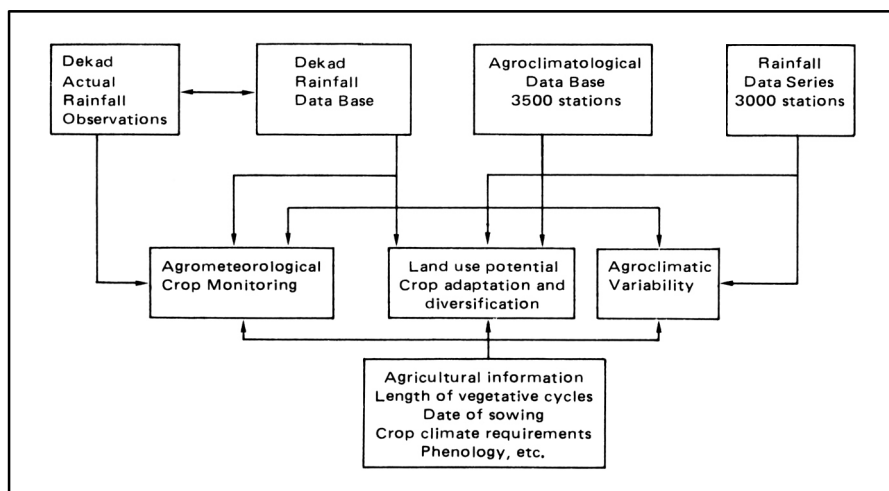 Dekad
Actual
Rainfall
Observations
Dekad
Rainfall
Data Base
Agroclimatological
Data Base
3500 stations
Rainfall
Data Series
3000 stations
Agrometeorological
Crop Monitoring
Land use potential
Crop adaptation and
diversification
Agroclimatic
Variability
Agricultural information
Length of vegetative cycles
Date of sowing
Crop climate requirements
Phenology, etc.